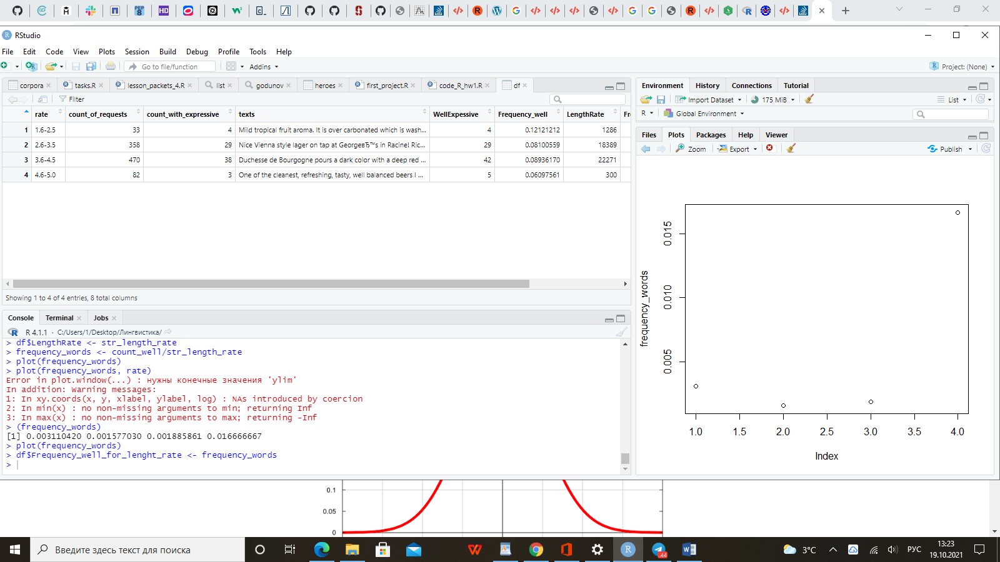 RStudio
File Edit Code View Plots Session Build Debug Profile Tools Help
Go to file/function Addins Project: (None)
corpora tasks.R lesson_packets_4.R list godunov heroes first_project.R code_R_hw1.R df
Filter
rate count_of_requests count_with_expressive texts WellExpessive Frequency_well LengthRate Fr
1 1.6-2.5 33 4 Mild tropical fruit aroma. It is over carbonated which is wash... 4 0.12121212 1286
2 2.6-3.5 358 29 Nice Vienna style lager on tap at GeorgeeЂ™s in Racine! Ric... 29 0.08100559 18389
3 3.6-4.5 470 38 Duchesse de Bourgogne pours a dark color with a deep red ... 42 0.08936170 22271
4 4.6-5.0 82 3 One of the cleanest, refreshing, tasty, well balanced beers I ... 5 0.06097561 300
Showing 1 to 4 of 4 entries, 8 total columns
Console Terminal Jobs
R 4.1.1 · C:/Users/1/Desktop/Лингвистика/
> df$LengthRate <- str_length_rate
> frequency_words <- count_well/str_length_rate
> plot(frequency_words)
> plot(frequency_words, rate)
Error in plot.window(...) : нужны конечные значения 'ylim'
In addition: Warning messages:
1: In xy.coords(x, y, xlabel, ylabel, log) : NAs introduced by coercion
2: In min(x) : no non-missing arguments to min; returning Inf
3: In max(x) : no non-missing arguments to max; returning -Inf
> (frequency_words)
[1] 0.003110420 0.001577030 0.001885861 0.016666667
> plot(frequency_words)
> df$Frequency_well_for_lenght_rate <- frequency_words
>
Environment History Connections Tutorial
Import Dataset 175 MiB List
R Global Environment
Files Plots Packages Help Viewer
Zoom Export Publish
frequency_words
0.015
0.010
0.005
1.0 1.5 2.0 2.5 3.0 3.5 4.0
Index
0.1
0.05
0
Введите здесь текст для поиска
44
3°C
РУС
13:23
19.10.2021